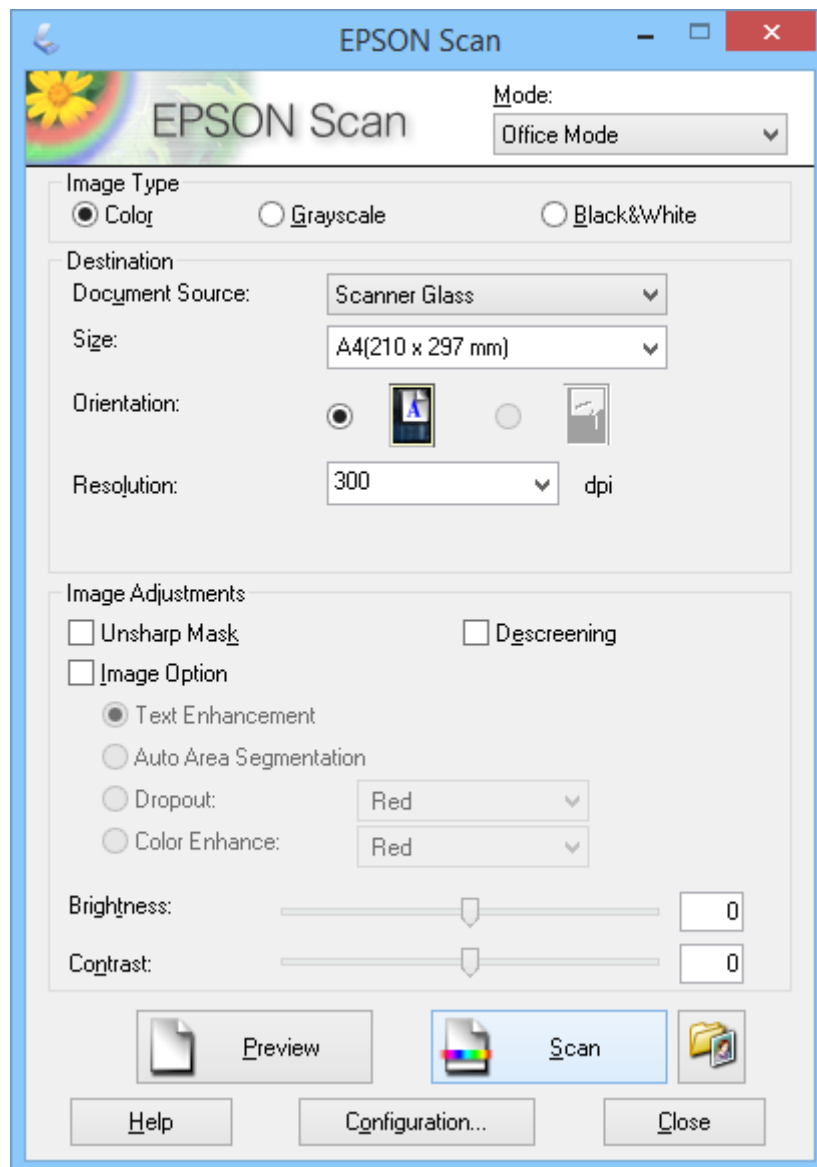 EPSON Scan
EPSON Scan
Mode:
Office Mode
Image Type
Color Grayscale Black&White
Destination
Document Source: Scanner Glass
Size: A4(210 x 297 mm)
Orientation: A
Resolution: 300 dpi
Image Adjustments
Unsharp Mask Descreening
Image Option
Text Enhancement
Auto Area Segmentation
Dropout: Red
Color Enhance: Red
Brightness: 0
Contrast: 0
Preview Scan
Help Configuration... Close